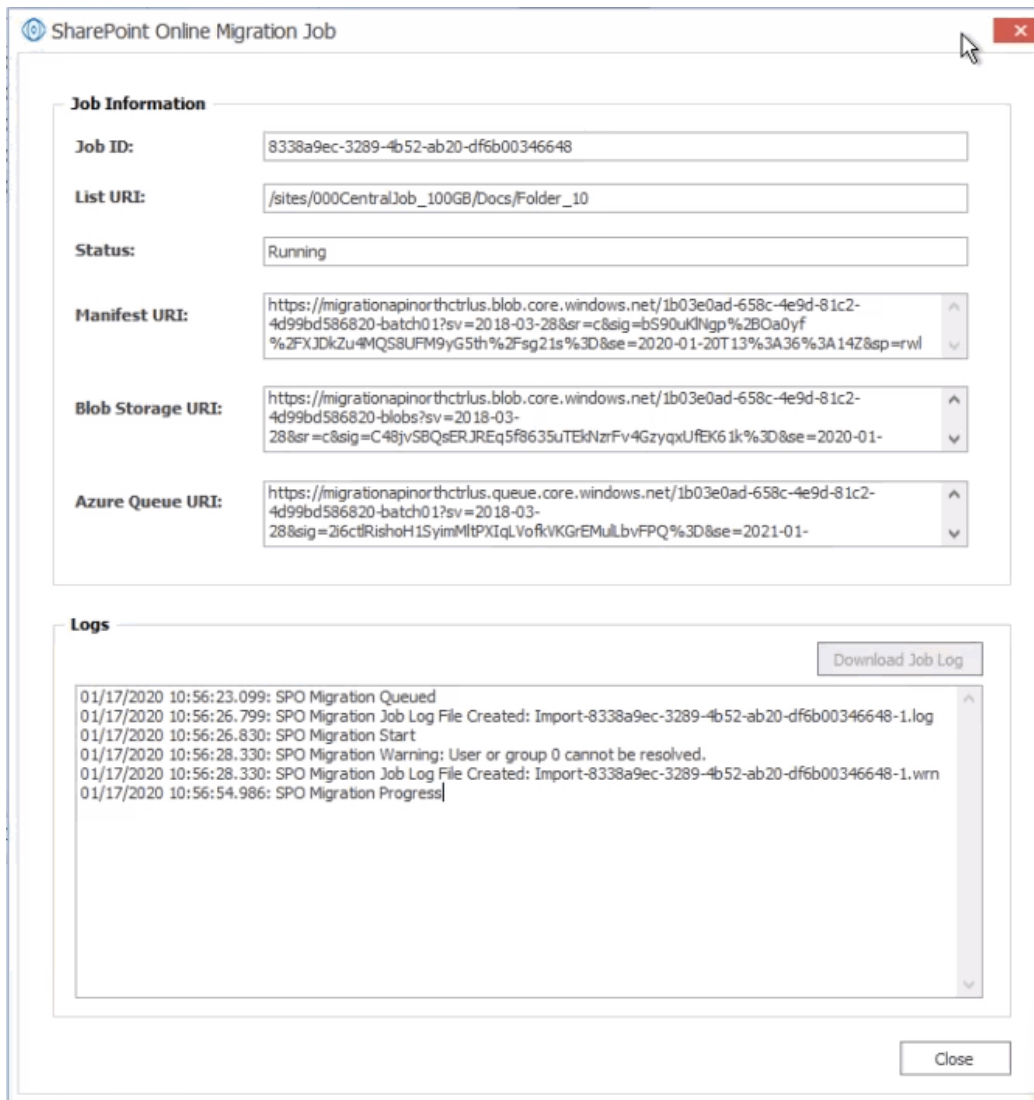 SharePoint Online Migration Job
Job Information
Job ID:
8338a9ec-3289-4b52-ab20-df6b00346648
List URI:
/sites/000CentralJob_100GB/Docs/Folder_10
Status:
Running
Manifest URI:
https://migrationapinorthctrlus.blob.core.windows.net/1b03e0ad-658c-4e9d-81c2-
4d99bd586820-batch01?sv=2018-03-28&sr=c&sig=bS90uKlNgp%2BOa0yf
%2FXJDkZu4MQS8UFM9yG5th%2Fsg21s%3D&se=2020-01-20T13%3A36%3A14Z&sp=rwl
Blob Storage URI:
https://migrationapinorthctrlus.blob.core.windows.net/1b03e0ad-658c-4e9d-81c2-
4d99bd586820-blobs?sv=2018-03-
28&sr=c&sig=C48jvSBQsERJREq5f8635uTEkNzrFv4GzyqxUfEK61k%3D&se=2020-01-
Azure Queue URI:
https://migrationapinorthctrlus.queue.core.windows.net/1b03e0ad-658c-4e9d-81c2-
4d99bd586820-batch01?sv=2018-03-
28&sig=2i6ctlRishoH1SyimMltPXIqLVofkVKGrEMulLbvFPQ%3D&se=2021-01-
Logs
Download Job Log
01/17/2020 10:56:23.099: SPO Migration Queued
01/17/2020 10:56:26.799: SPO Migration Job Log File Created: Import-8338a9ec-3289-4b52-ab20-df6b00346648-1.log
01/17/2020 10:56:26.830: SPO Migration Start
01/17/2020 10:56:28.330: SPO Migration Warning: User or group 0 cannot be resolved.
01/17/2020 10:56:28.330: SPO Migration Job Log File Created: Import-8338a9ec-3289-4b52-ab20-df6b00346648-1.wrn
01/17/2020 10:56:54.986: SPO Migration Progress
Close